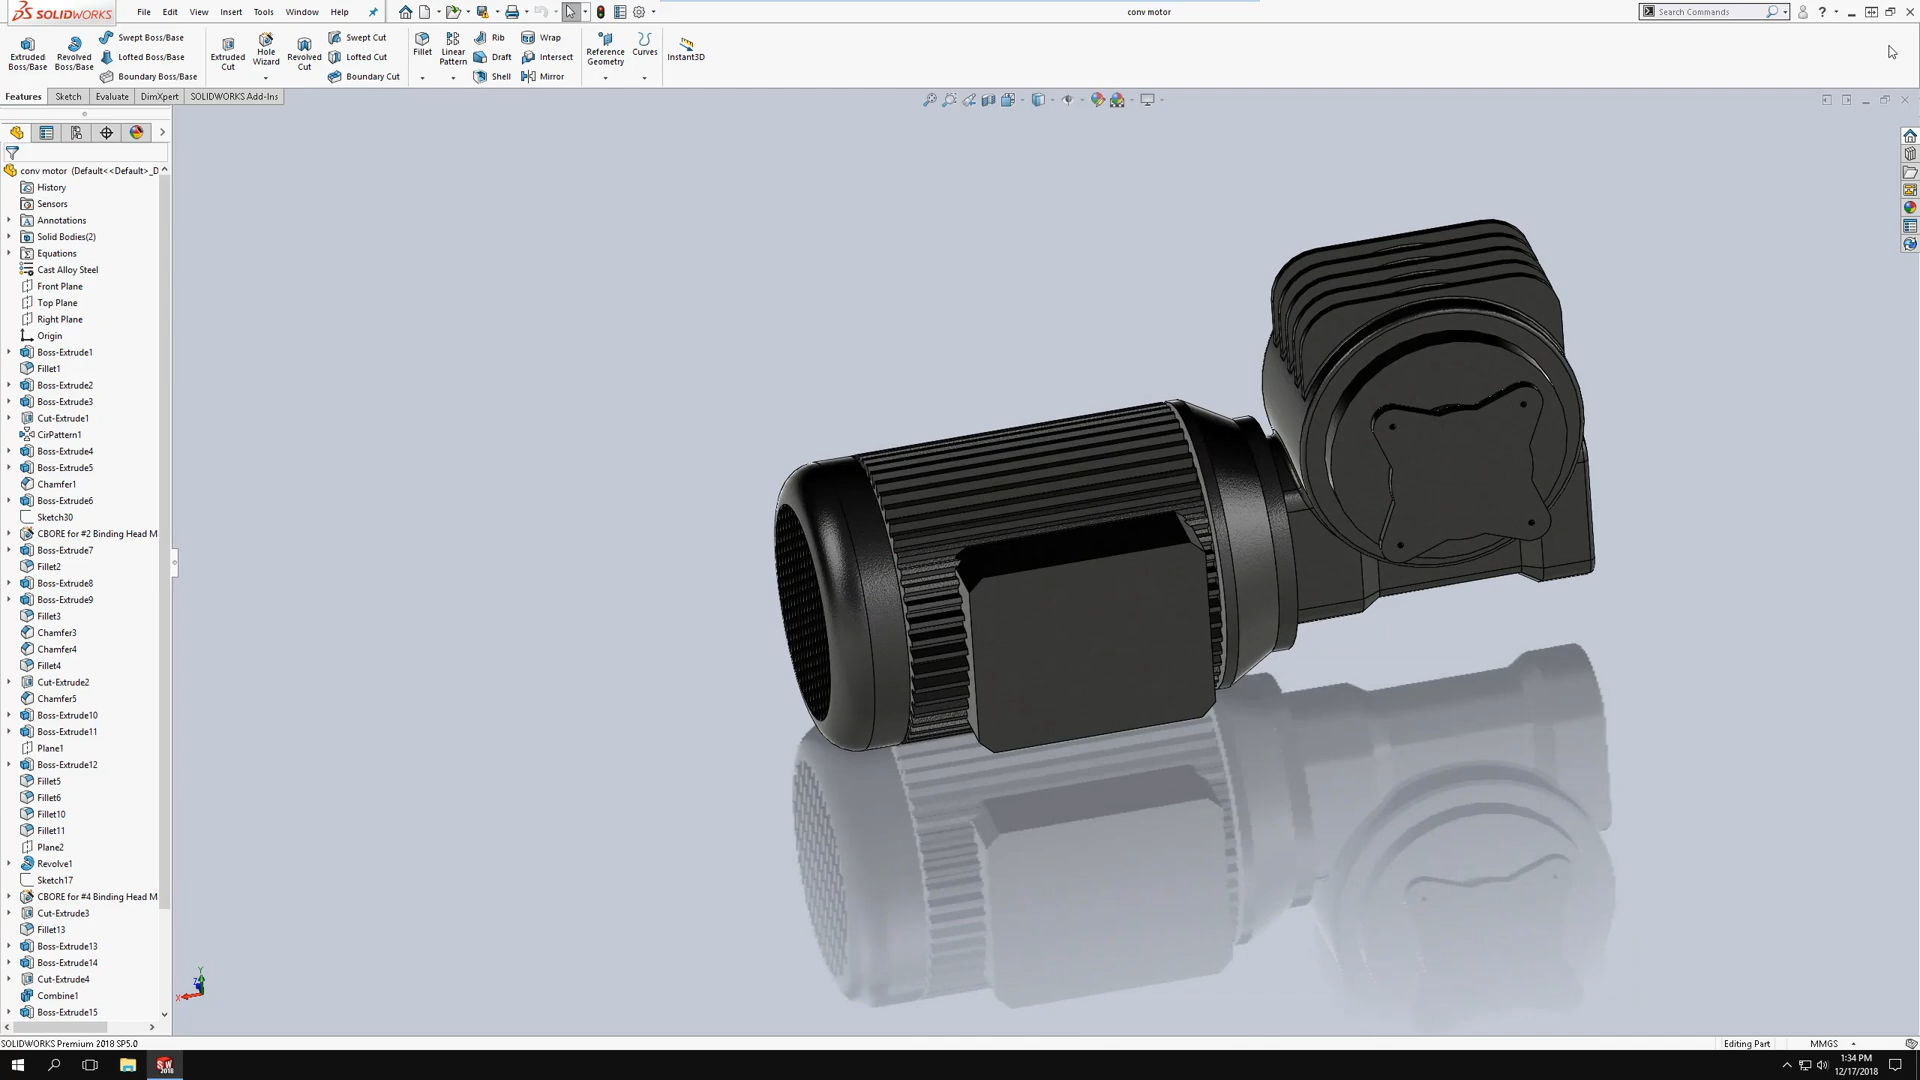 SOLIDWORKS
File Edit View Insert Tools Window Help
conv motor
Search Commands
Extruded Boss/Base
Revolved Boss/Base
Swept Boss/Base
Lofted Boss/Base
Boundary Boss/Base
Extruded Cut
Hole Wizard
Revolved Cut
Swept Cut
Lofted Cut
Boundary Cut
Fillet
Linear Pattern
Rib
Draft
Shell
Wrap
Intersect
Mirror
Reference Geometry
Curves
Instant3D
Features Sketch Evaluate DimXpert SOLIDWORKS Add-Ins
conv motor (Default<<Default>_D
History
Sensors
Annotations
Solid Bodies(2)
Equations
Cast Alloy Steel
Front Plane
Top Plane
Right Plane
Origin
Boss-Extrude1
Fillet1
Boss-Extrude2
Boss-Extrude3
Cut-Extrude1
CirPattern1
Boss-Extrude4
Boss-Extrude5
Chamfer1
Boss-Extrude6
Sketch30
CBORE for #2 Binding Head M
Boss-Extrude7
Fillet2
Boss-Extrude8
Boss-Extrude9
Fillet3
Chamfer3
Chamfer4
Fillet4
Cut-Extrude2
Chamfer5
Boss-Extrude10
Boss-Extrude11
Plane1
Boss-Extrude12
Fillet5
Fillet6
Fillet10
Fillet11
Plane2
Revolve1
Sketch17
CBORE for #4 Binding Head M
Cut-Extrude3
Fillet13
Boss-Extrude13
Boss-Extrude14
Cut-Extrude4
Combine1
Boss-Extrude15
Y
Z
X
SOLIDWORKS Premium 2018 SP5.0
Editing Part
MMGS
SW 2018
1:34 PM
12/17/2018